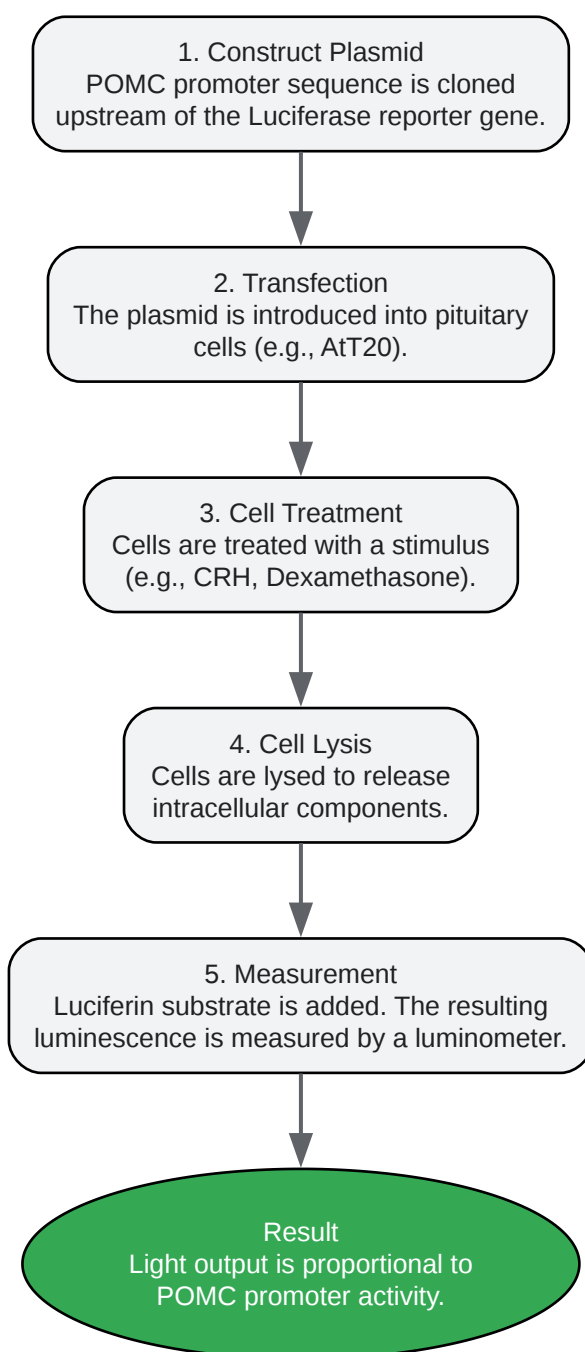 1. Construct Plasmid
POMC promoter sequence is cloned
upstream of the Luciferase reporter gene.
2. Transfection
The plasmid is introduced into pituitary
cells (e.g., AtT20).
3. Cell Treatment
Cells are treated with a stimulus
(e.g., CRH, Dexamethasone).
4. Cell Lysis
Cells are lysed to release
intracellular components.
5. Measurement
Luciferin substrate is added. The resulting
luminescence is measured by a luminometer.
Result
Light output is proportional to
POMC promoter activity.